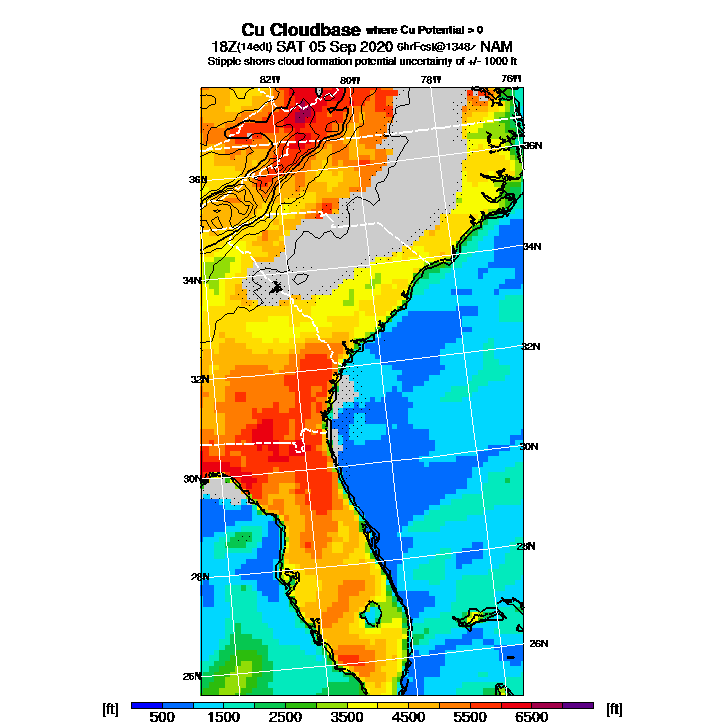 Cu Cloudbase where Cu Potential > 0
18Z(14edt) SAT 05 Sep 2020 6hrFcst@1348z NAM
Stipple shows cloud formation potential uncertainty of +/- 1000 ft
82W 80W 78W 76W
36N
36N
34N
34N
32N
32N
30N
30N
28N
28N
26N
26N
[ft] 500 1500 2500 3500 4500 5500 6500 [ft]